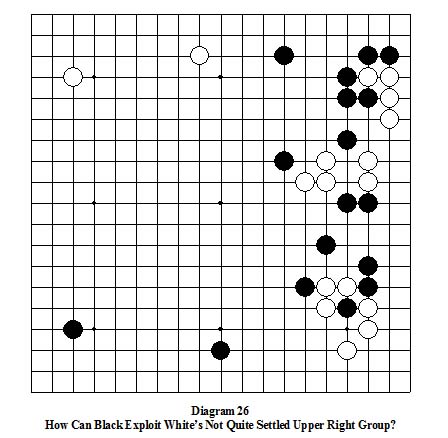 Diagram 26
How Can Black Exploit White's Not Quite Settled Upper Right Group?